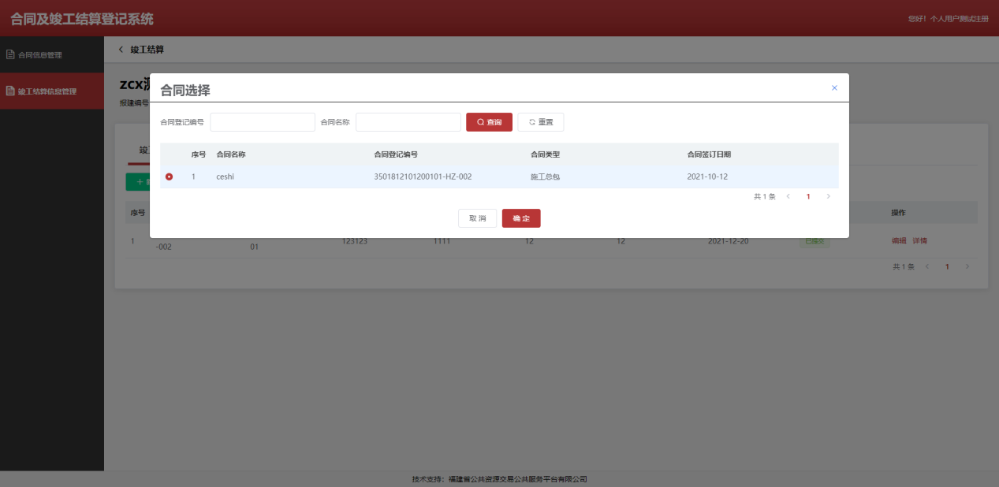 合同及竣工结算登记系统
您好！个人用户测试注册
合同信息管理
竣工结算信息管理
竣工结算
zcx
报建编号
合同选择
合同登记编号 合同名称 查询 重置
序号 合同名称 合同登记编号 合同类型 合同签订日期
1 ceshi 3501812101200101-HZ-002 施工总包 2021-10-12
共 1 条 < 1 >
取 消 确 定
竣
序号 操作
1 -002 01 123123 1111 12 12 2021-12-20 已提交 编辑 详情
共 1 条 < 1 >
技术支持：福建省公共资源交易公共服务平台有限公司